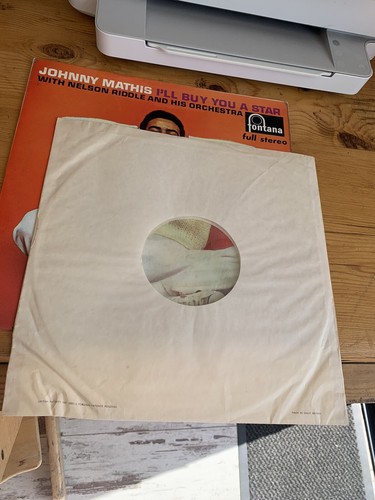 JOHNNY MATHIS I'LL BUY YOU A STAR
WITH NELSON RIDDLE AND HIS ORCHESTRA
fontana
full stereo